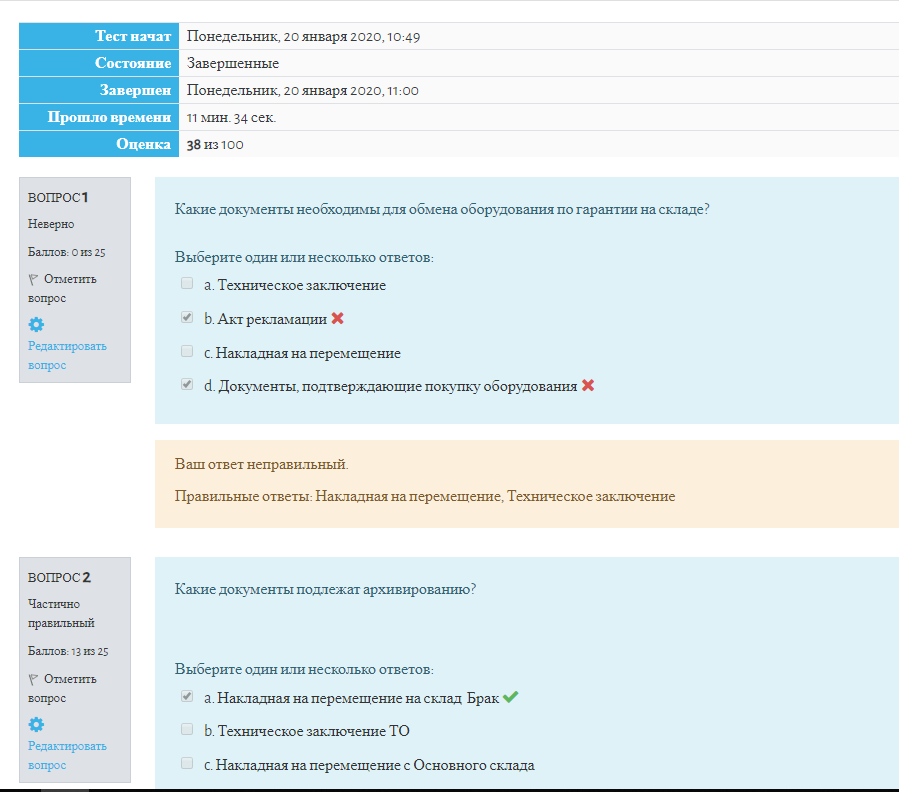 Тест начат Понедельник, 20 января 2020, 10:49
Состояние Завершенные
Завершен Понедельник, 20 января 2020, 11:00
Прошло времени 11 мин. 34 сек.
Оценка 38 из 100
ВОПРОС 1
Неверно
Баллов: 0 из 25
Отметить
вопрос
Редактировать
вопрос
Какие документы необходимы для обмена оборудования по гарантии на складе?
Выберите один или несколько ответов:
a. Техническое заключение
b. Акт рекламации
c. Накладная на перемещение
d. Документы, подтверждающие покупку оборудования
Ваш ответ неправильный.
Правильные ответы: Накладная на перемещение, Техническое заключение
ВОПРОС 2
Частично
правильный
Баллов: 13 из 25
Отметить
вопрос
Редактировать
вопрос
Какие документы подлежат архивированию?
Выберите один или несколько ответов:
a. Накладная на перемещение на склад Брак
b. Техническое заключение ТО
c. Накладная на перемещение с Основного склада